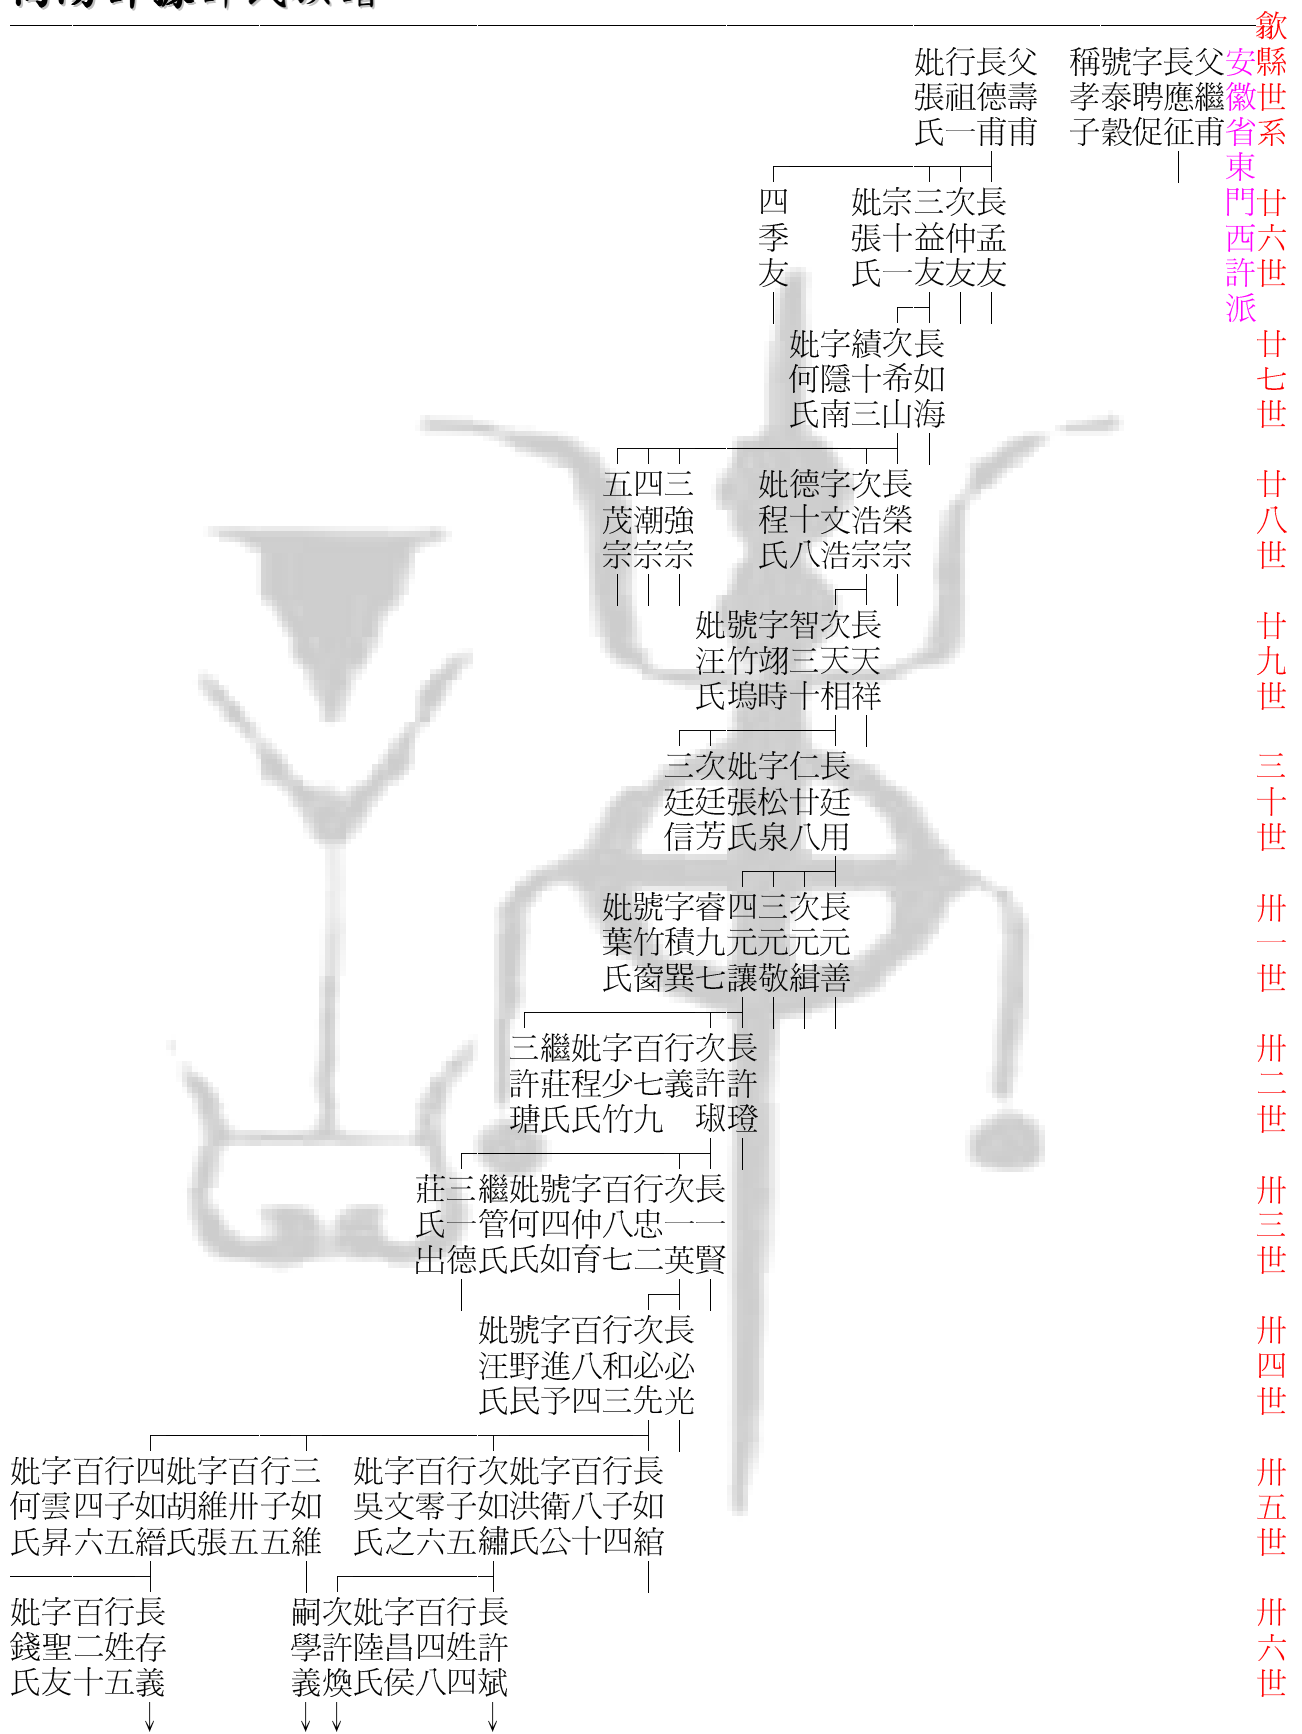 歙縣世系
廿六世
廿七世
廿八世
廿九世
三十世
卅一世
卅二世
卅三世
卅四世
卅五世
卅六世
安徽省東門西許派
父繼甫
長應征
字聘促
號泰穀
稱孝子
父壽甫
長德甫
行祖一
妣張氏
長孟友
次仲友
三益友
宗十一
妣張氏
四季友
長如海
次希山
績十三
字隱南
妣何氏
長榮宗
次浩宗
字文浩
德十八
妣程氏
三強宗
四潮宗
五茂宗
長天祥
次天相
智三十
字翊時
號竹塢
妣汪氏
長廷用
仁廿八
字松泉
妣張氏
次廷芳
三廷信
長元善
次元緝
三元敬
四元讓
睿九七
字積巽
號竹窗
妣葉氏
長許璒
次許琡
行義
百七九
字少竹
妣程氏
繼莊氏
三許瑭
長一賢
次一英
行忠二
百八七
字仲育
號四如
妣何氏
繼管氏
三一德
莊氏出
長必光
次必先
行和三
百八四
字進予
號野民
妣汪氏
長如綰
行子四
百八十
字衛公
妣洪氏
次如繡
行子五
百零六
字文之
妣吳氏
三如維
行子五
百卅五
字維張
妣胡氏
四如縉
行子五
百四六
字雲昇
妣何氏
長許斌
行姓四
百四八
字昌侯
妣陸氏
次許煥
嗣學義
長存義
行姓五
百二十
字聖友
妣錢氏